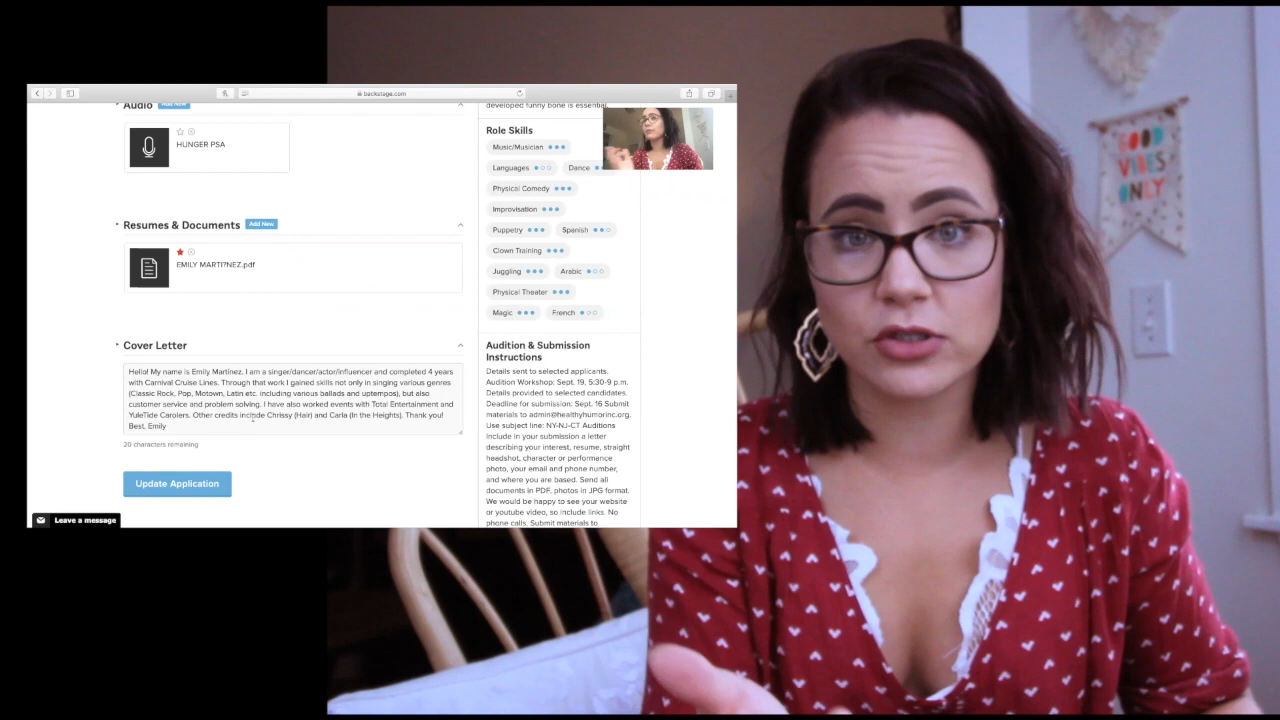 backstage.com
Audio Add New
HUNGER PSA
Resumes & Documents Add New
EMILY MARTI?NEZ.pdf
Cover Letter
Hello! My name is Emily Martinez. I am a singer/dancer/actor/influencer and completed 4 years
with Carnival Cruise Lines. Through that work I gained skills not only in singing various genres
(Classic Rock, Pop, Motown, Latin etc. including various ballads and uptempos), but also
customer service and problem solving. I have also worked events with Total Entertainment and
YuleTide Carolers. Other credits include Chrissy (Hair) and Carla (In the Heights). Thank you!
Best, Emily
20 characters remaining
Update Application
Leave a message
developed funny bone is essential.
Role Skills
Music/Musician
Languages Dance
Physical Comedy
Improvisation
Puppetry Spanish
Clown Training
Juggling Arabic
Physical Theater
Magic French
Audition & Submission
Instructions
Details sent to selected applicants.
Audition Workshop: Sept. 19, 5:30-9 p.m.
Details provided to selected candidates.
Deadline for submission: Sept. 16 Submit
materials to admin@healthyhumorinc.org.
Use subject line: NY-NJ-CT Auditions
Include in your submission a letter
describing your interest, resume, straight
headshot, character or performance
photo, your email and phone number,
and where you are based. Send all
documents in PDF, photos in JPG format.
We would be happy to see your website
or youtube video, so include links. No
phone calls. Submit materials to
GOOD
VIBES
ONLY